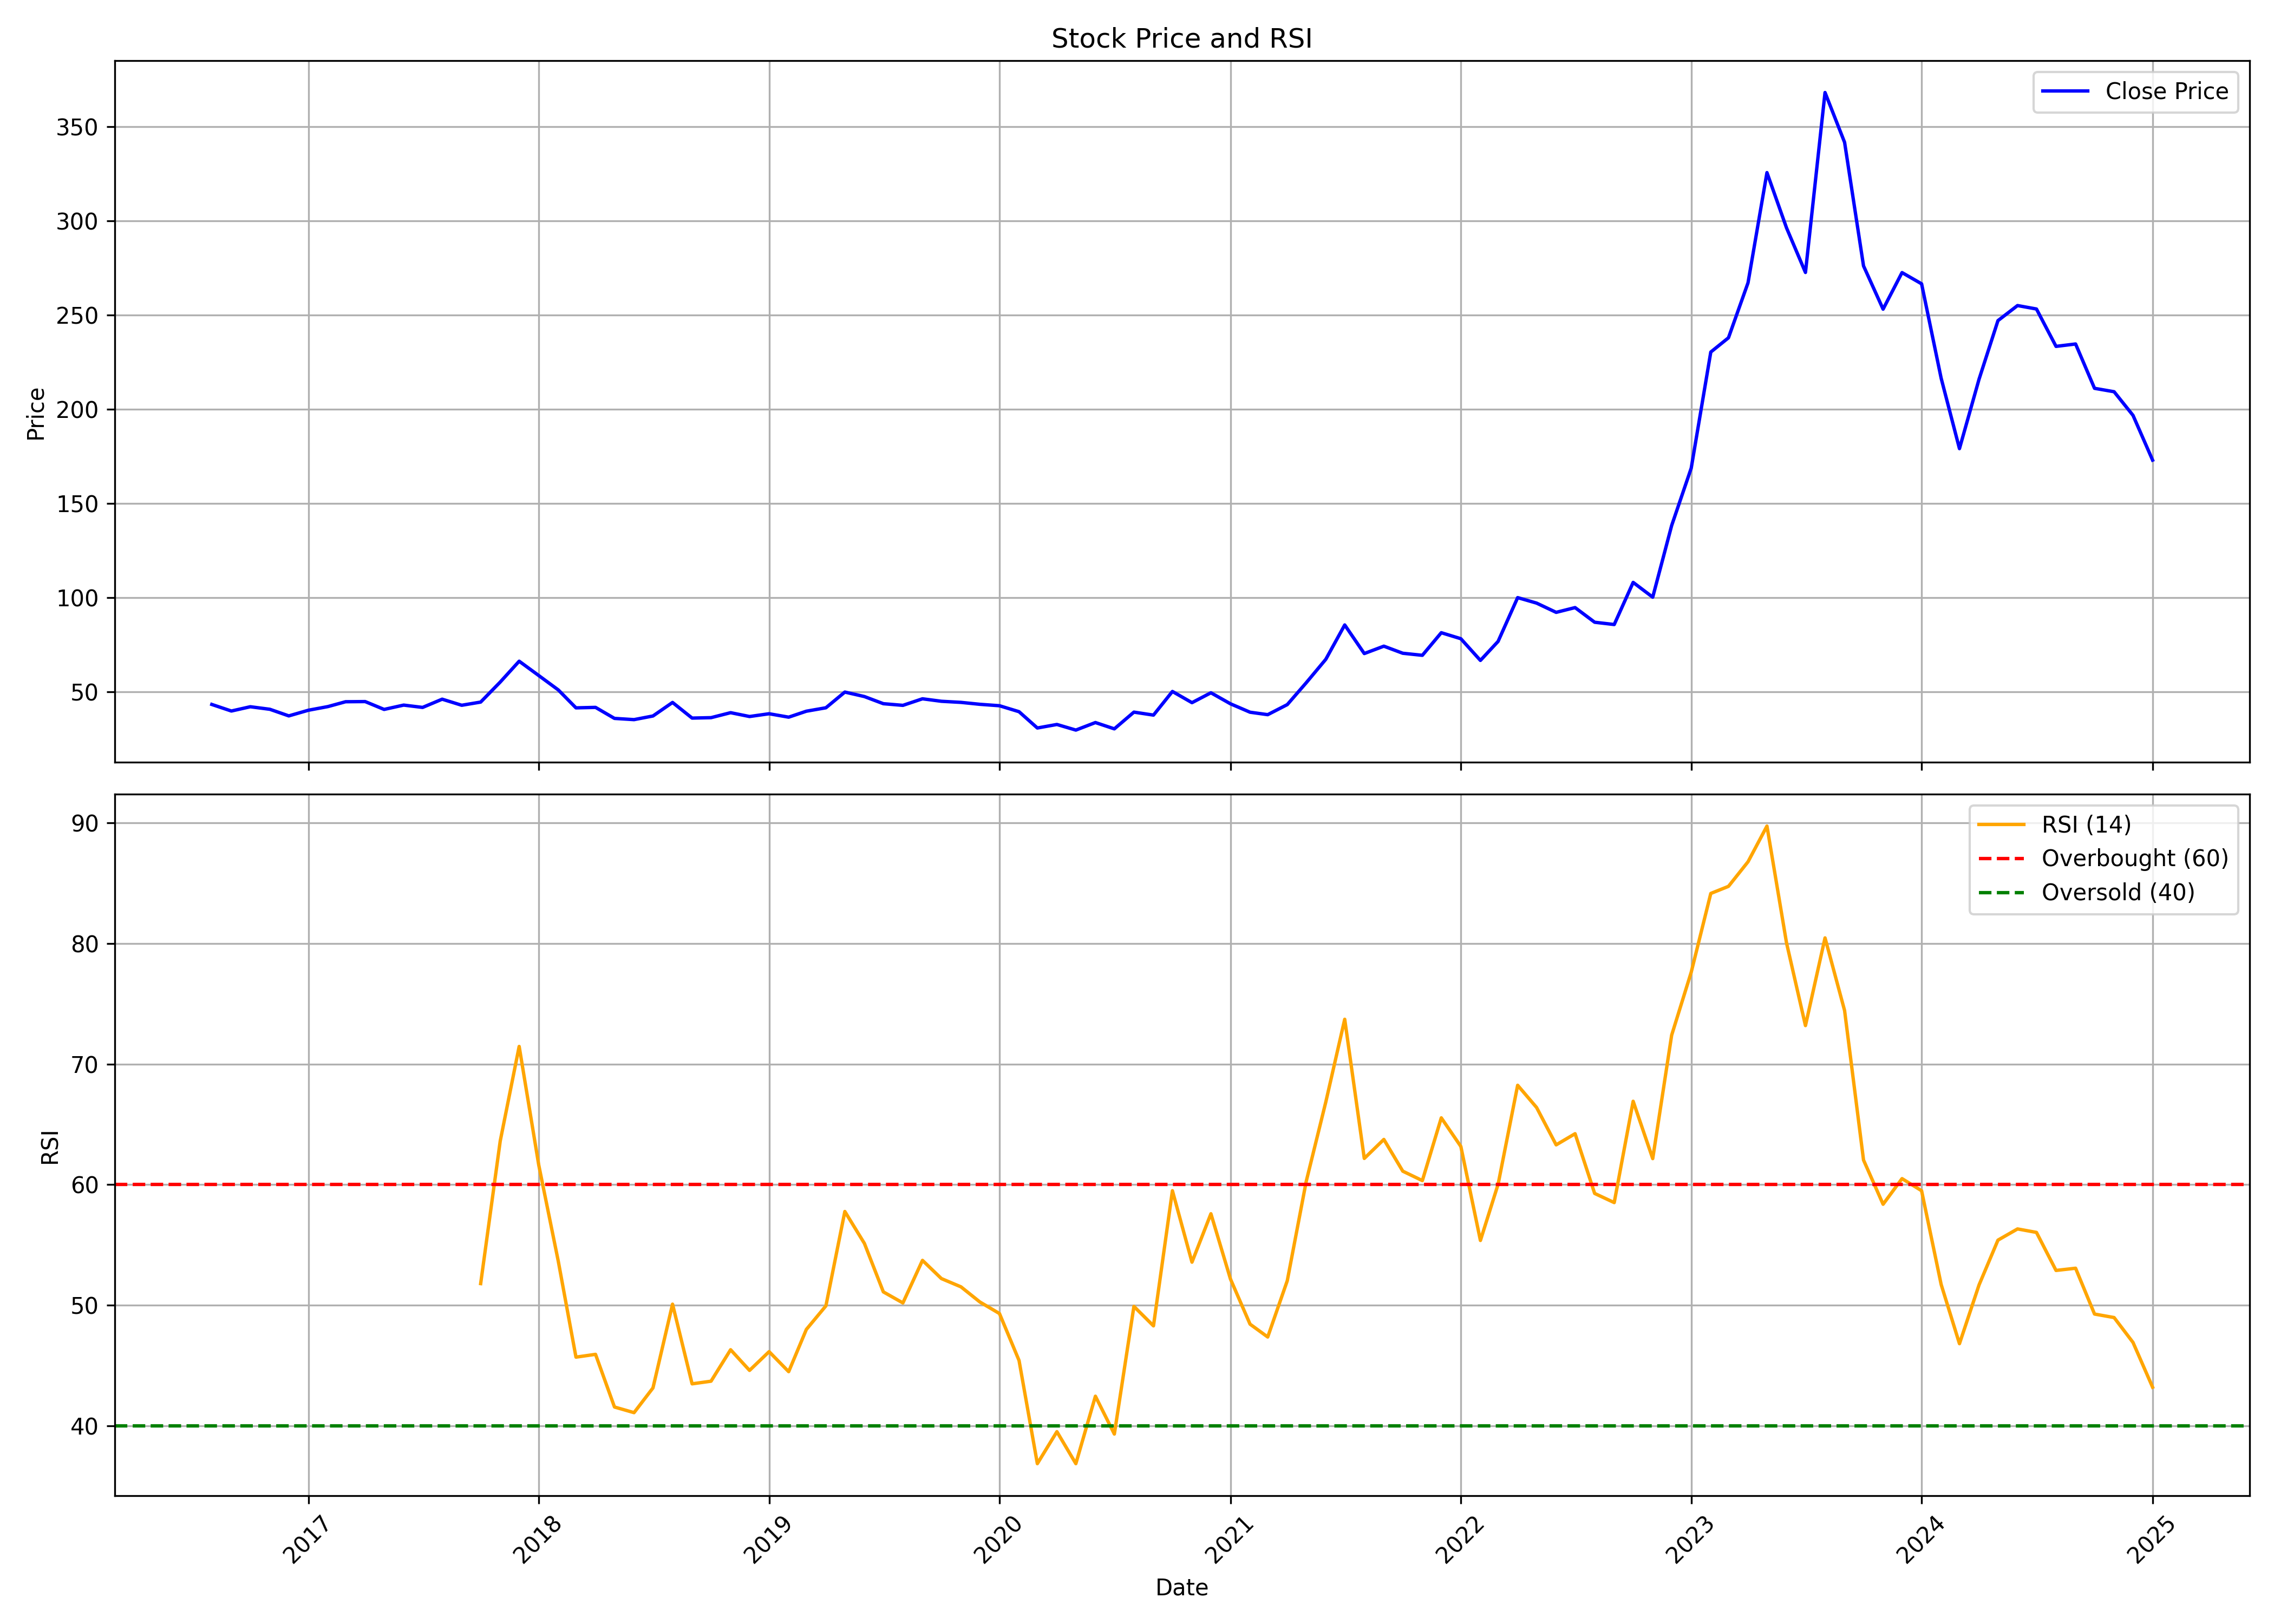 Stock Price and RSI
Close Price
350
300
250
200
150
100
50
Price
90
80
70
60
50
40
RSI
RSI (14)
Overbought (60)
Oversold (40)
2017
2018
2019
2020
2021
2022
2023
2024
2025
Date